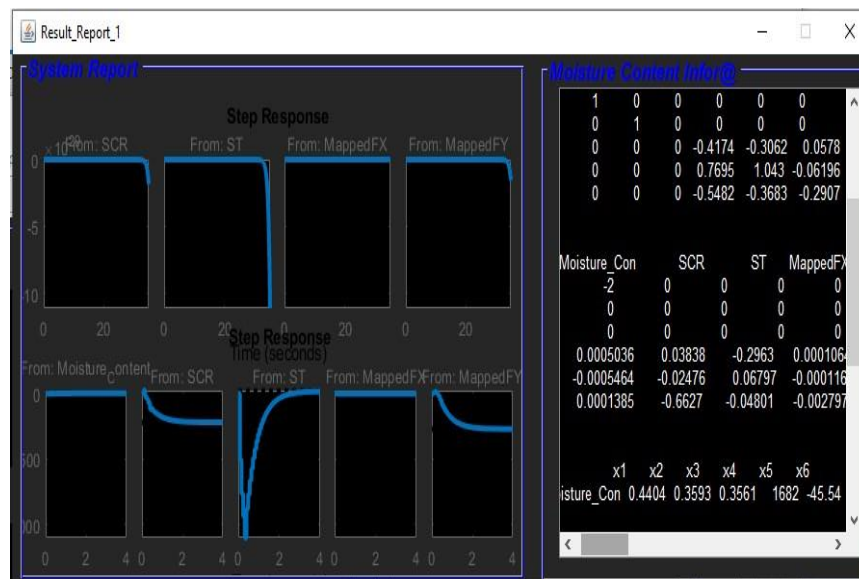 Result_Report_1
System Report
Step Response
× 10
From: SCR
From: ST
From: MappedFX
From: MappedFY
0
-5
-10
0 20 0 20 0 20 0 20
Step Response
Time (seconds)
From: Moisture_content
From: SCR
From: ST
From: MappedFX
From: MappedFY
0
0 2 4 0 2 4 0 2 4 0 2 4 0 2 4
Moisture Content Infor@
1 0 0 0 0 0
0 1 0 0 0 0
0 0 0 -0.4174 -0.3062 0.0578
0 0 0 0.7695 1.043 -0.06196
0 0 0 -0.5482 -0.3683 -0.2907
Moisture_Con SCR ST MappedFX
-2 0 0 0
0 0 0 0
0 0 0 0
0.0005036 0.03838 -0.2963 0.0001064
-0.0005464 -0.02476 0.06797 -0.000116
0.0001385 -0.6627 -0.04801 -0.002797
x1 x2 x3 x4 x5 x6
isture_Con 0.4404 0.3593 0.3561 1682 -45.54